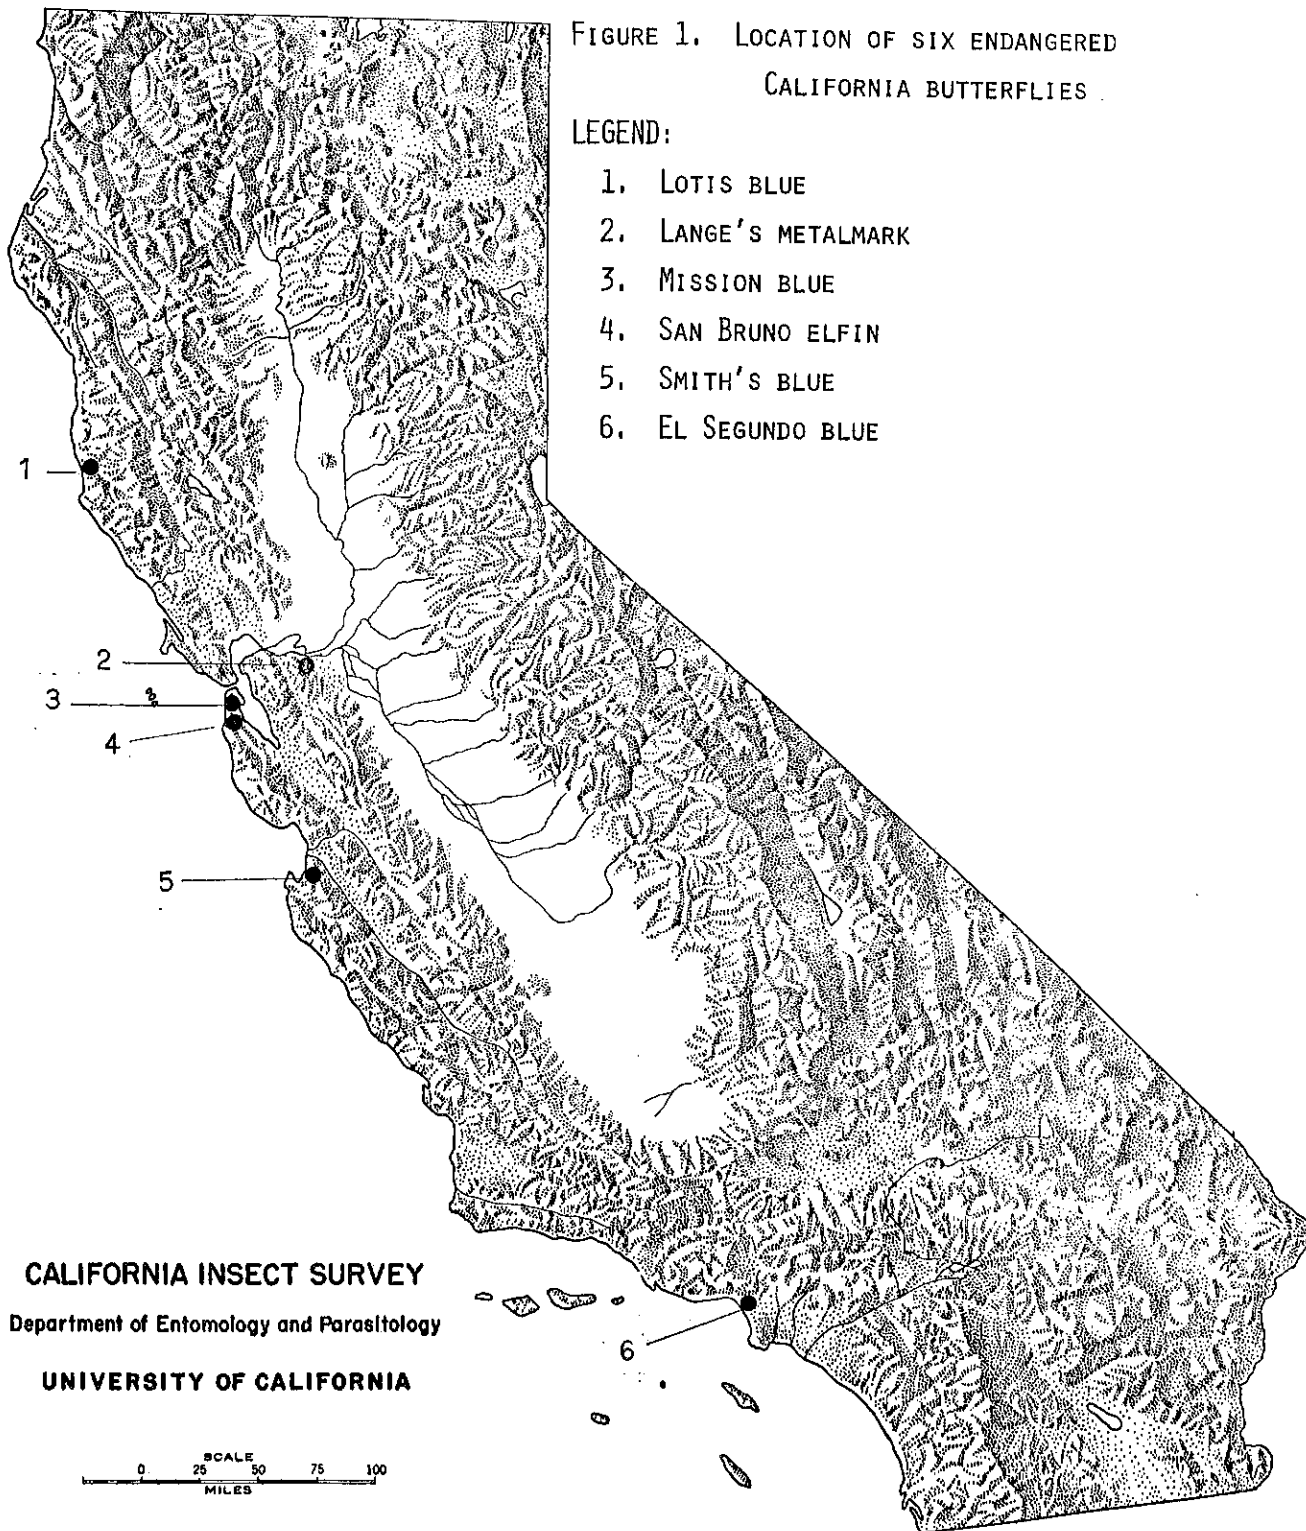 FIGURE 1. LOCATION OF SIX ENDANGERED
CALIFORNIA BUTTERFLIES
LEGEND:
1. LOTIS BLUE
2. LANGE'S METALMARK
3. MISSION BLUE
4. SAN BRUNO ELFIN
5. SMITH'S BLUE
6. EL SEGUNDO BLUE
1
2
3
4
5
6
CALIFORNIA INSECT SURVEY
Department of Entomology and Parasitology
UNIVERSITY OF CALIFORNIA
SCALE
0 25 50 75 100
MILES